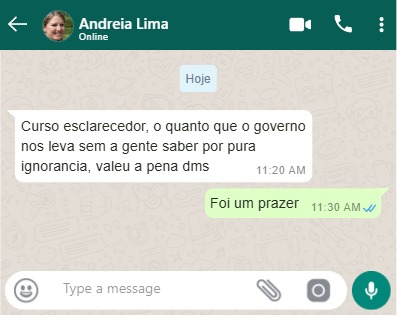 Andreia Lima
Online
Hoje
Curso esclarecedor, o quanto que o governo
nos leva sem a gente saber por pura
ignorancia, valeu a pena dms
11:20 AM
Foi um prazer 11:30 AM
Type a message